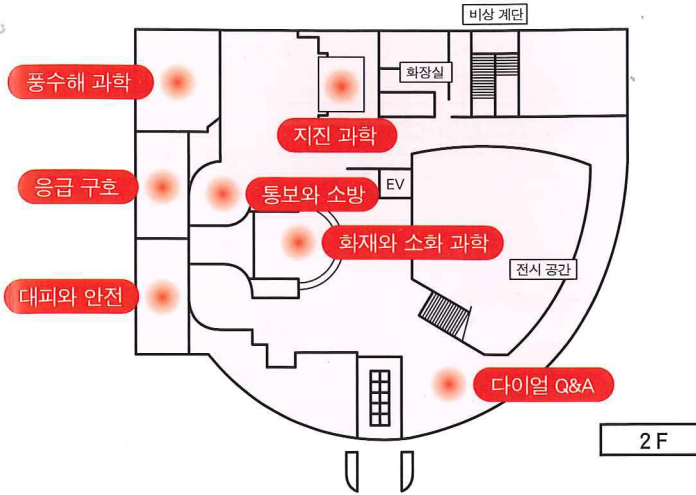 비상 계단
화장실
풍수해 과학
지진 과학
응급 구호
통보와 소방
EV
화재와 소화 과학
전시 공간
대피와 안전
다이얼 Q&A
2F